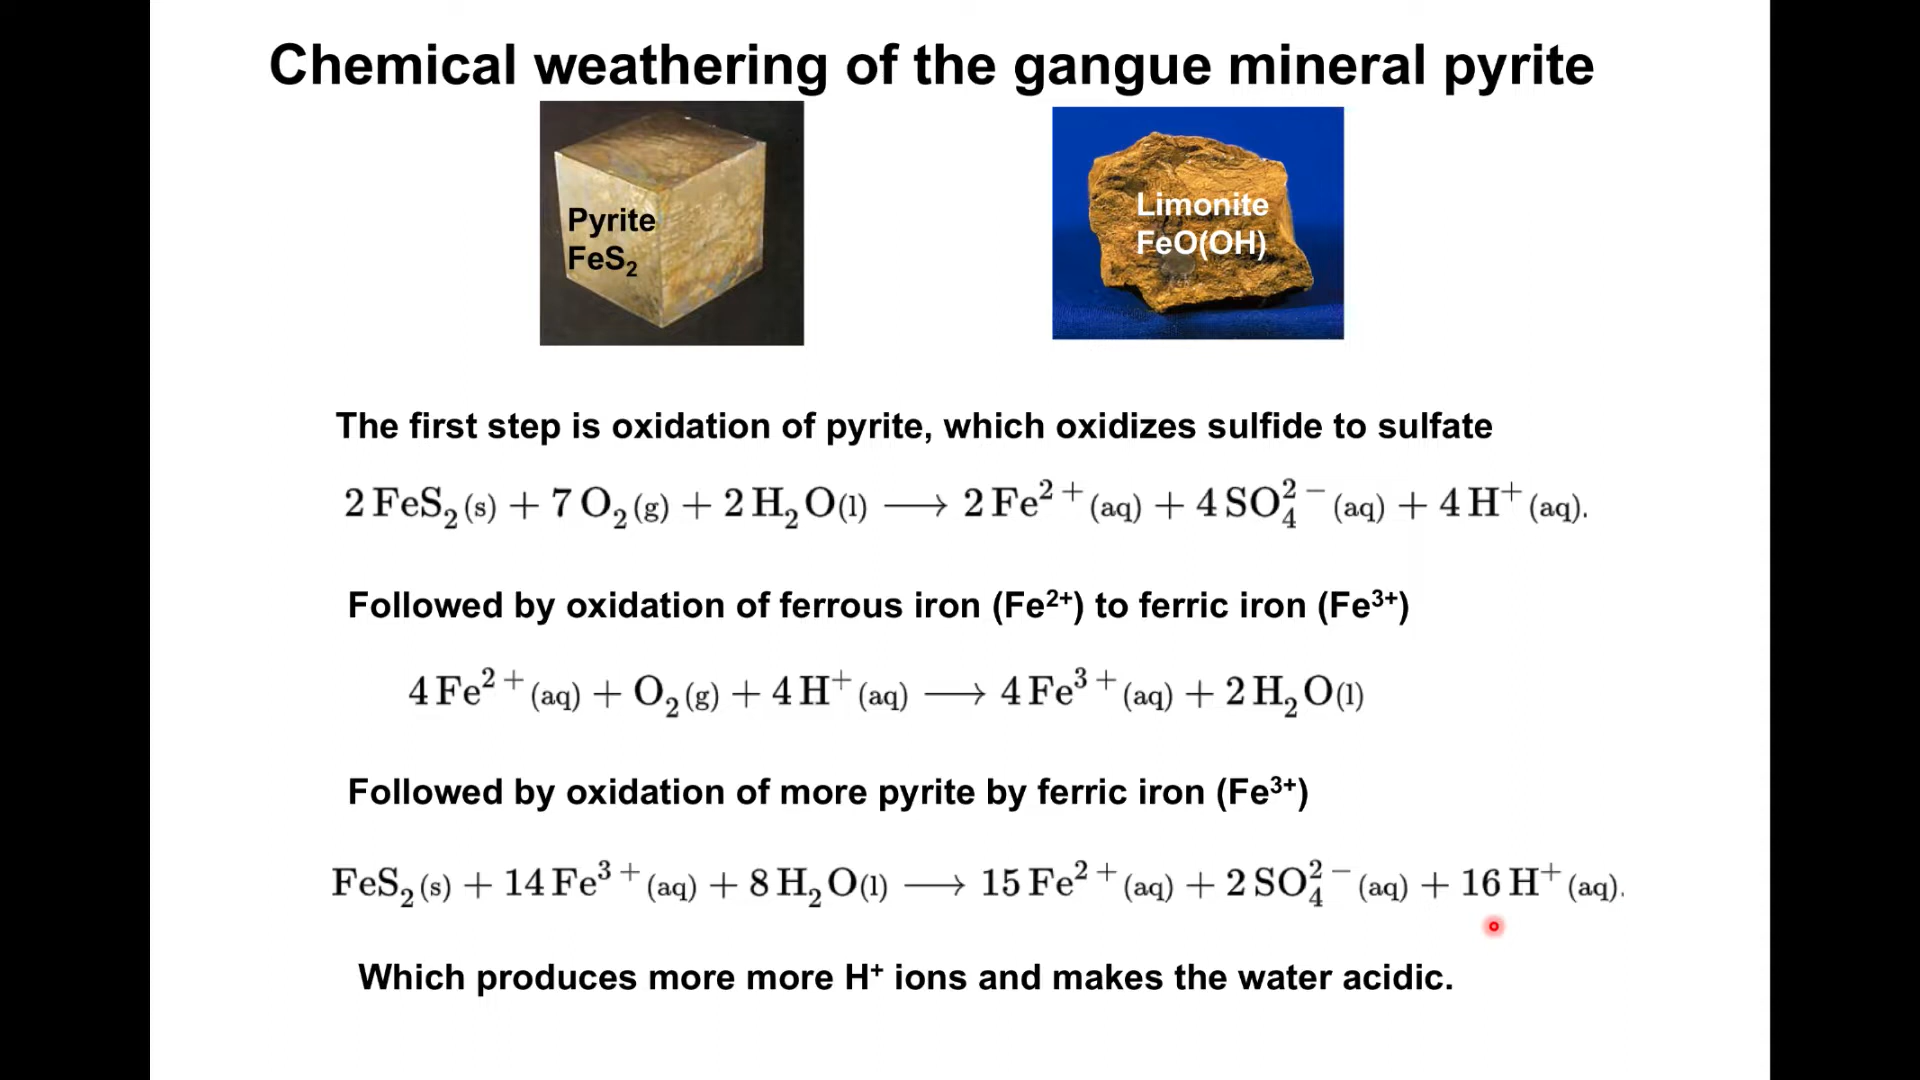 Chemical weathering of the gangue mineral pyrite
Pyrite
FeS₂
Limonite
FeO(OH)
The first step is oxidation of pyrite, which oxidizes sulfide to sulfate
2 FeS₂(s) + 7 O₂(g) + 2 H₂O(l) ⟶ 2 Fe²⁺(aq) + 4 SO₄²⁻(aq) + 4 H⁺(aq).
Followed by oxidation of ferrous iron (Fe²⁺) to ferric iron (Fe³⁺)
4 Fe²⁺(aq) + O₂(g) + 4 H⁺(aq) ⟶ 4 Fe³⁺(aq) + 2 H₂O(l)
Followed by oxidation of more pyrite by ferric iron (Fe³⁺)
FeS₂(s) + 14 Fe³⁺(aq) + 8 H₂O(l) ⟶ 15 Fe²⁺(aq) + 2 SO₄²⁻(aq) + 16 H⁺(aq).
Which produces more more H⁺ ions and makes the water acidic.